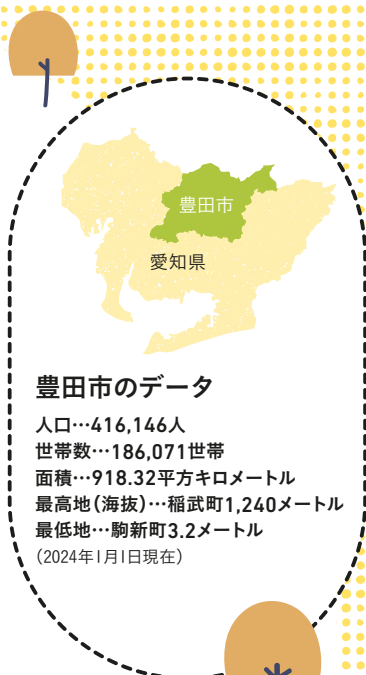 豊田市
愛知県
豊田市のデータ
人口…416,146人
世帯数…186,071世帯
面積…918.32平方キロメートル
最高地（海抜）…稲武町1,240メートル
最低地…駒新町3.2メートル
（2024年1月1日現在）